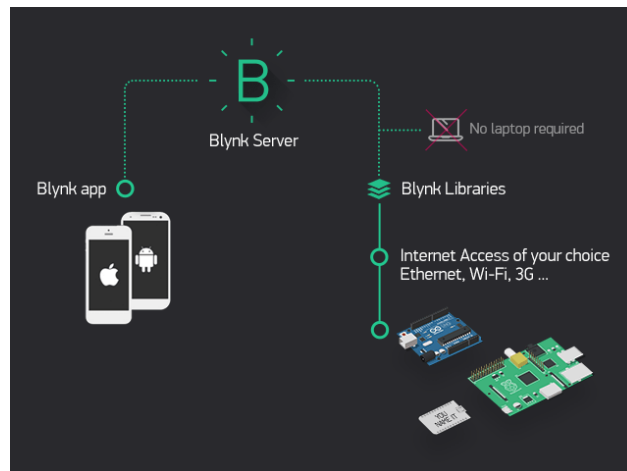 B
Blynk Server
No laptop required
Blynk app
Blynk Libraries
Internet Access of your choice
Ethernet, Wi-Fi, 3G ...
YOU
NAME IT